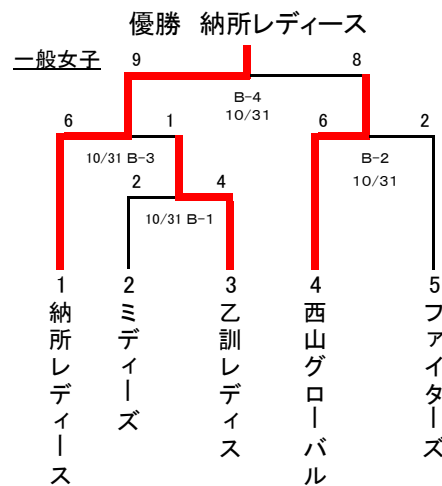 優勝 納所レディース
一般女子
9 8
B-4
10/31
6 1 6 2
10/31 B-3
B-2
10/31
2 4
10/31 B-1
1 2 3 4 5
納所レディース
ミディーズ
乙訓レディス
西山グローバル
ファイターズ